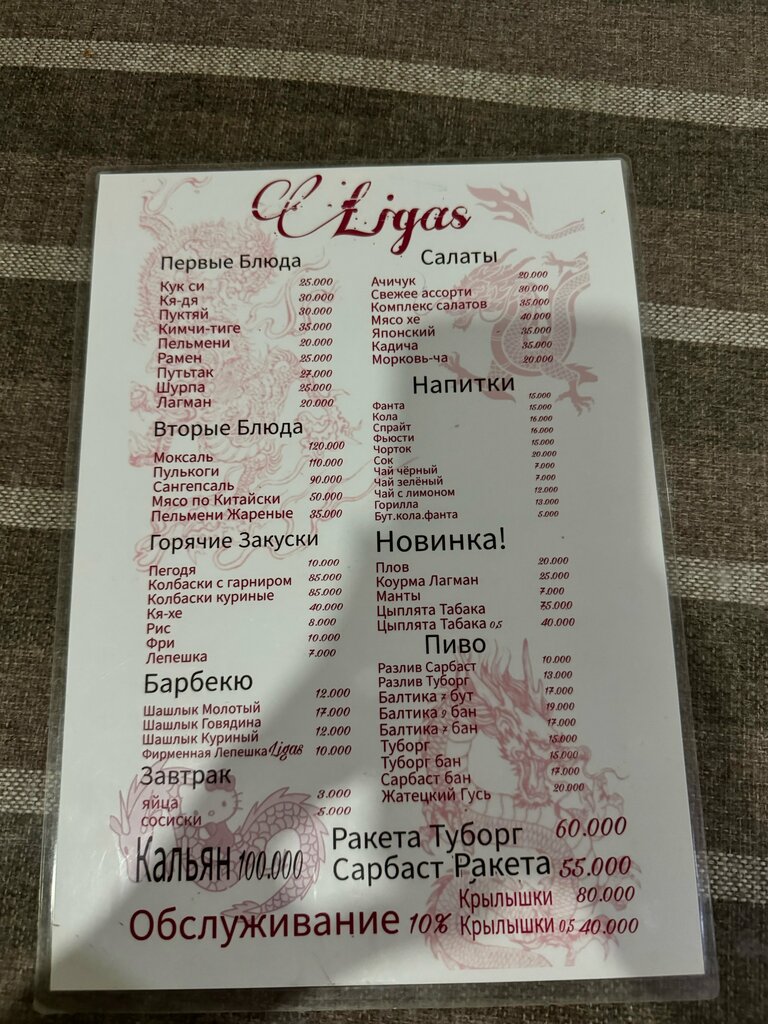 Ligas
Первые Блюда
Кук си 25.000
Кя-дя 30.000
Пуктяй 30.000
Кимчи-тиге 35.000
Пельмени 20.000
Рамен 25.000
Путьтак 27.000
Шурпа 25.000
Лагман 20.000
Вторые Блюда
Моксаль 120.000
Пулькоги 110.000
Сангепсаль 90.000
Мясо по Китайски 50.000
Пельмени Жареные 35.000
Горячие Закуски
Пегодя 10.000
Колбаски с гарниром 85.000
Колбаски куриные 85.000
Кя-хе 40.000
Рис 8.000
Фри 10.000
Лепешка 7.000
Барбекю
Шашлык Молотый 12.000
Шашлык Говядина 17.000
Шашлык Куриный 12.000
Фирменная Лепешка Ligas 10.000
Завтрак
яйца 3.000
сосиски 5.000
Кальян 100.000
Салаты
Ачичук 20.000
Свежее ассорти 30.000
Комплекс салатов 35.000
Мясо хе 40.000
Японский 35.000
Кадича 35.000
Морковь-ча 20.000
Напитки
Фанта 15.000
Кола 15.000
Спрайт 16.000
Фьюсти 16.000
Чорток 15.000
Сок 20.000
Чай чёрный 7.000
Чай зелёный 7.000
Чай с лимоном 12.000
Горилла 13.000
Бут.кола.фанта 5.000
Новинка!
Плов 20.000
Коурма Лагман 25.000
Манты 7.000
Цыплята Табака 75.000
Цыплята Табака 0,5 40.000
Пиво
Разлив Сарбаст 10.000
Разлив Туборг 13.000
Балтика 7 бут 17.000
Балтика 9 бан 19.000
Балтика 7 бан 17.000
Туборг 15.000
Туборг бан 15.000
Сарбаст бан 17.000
Жатецкий Гусь 20.000
Ракета Туборг 60.000
Сарбаст Ракета 55.000
Крылышки 80.000
Крылышки 0,5 40.000
Обслуживание 10%